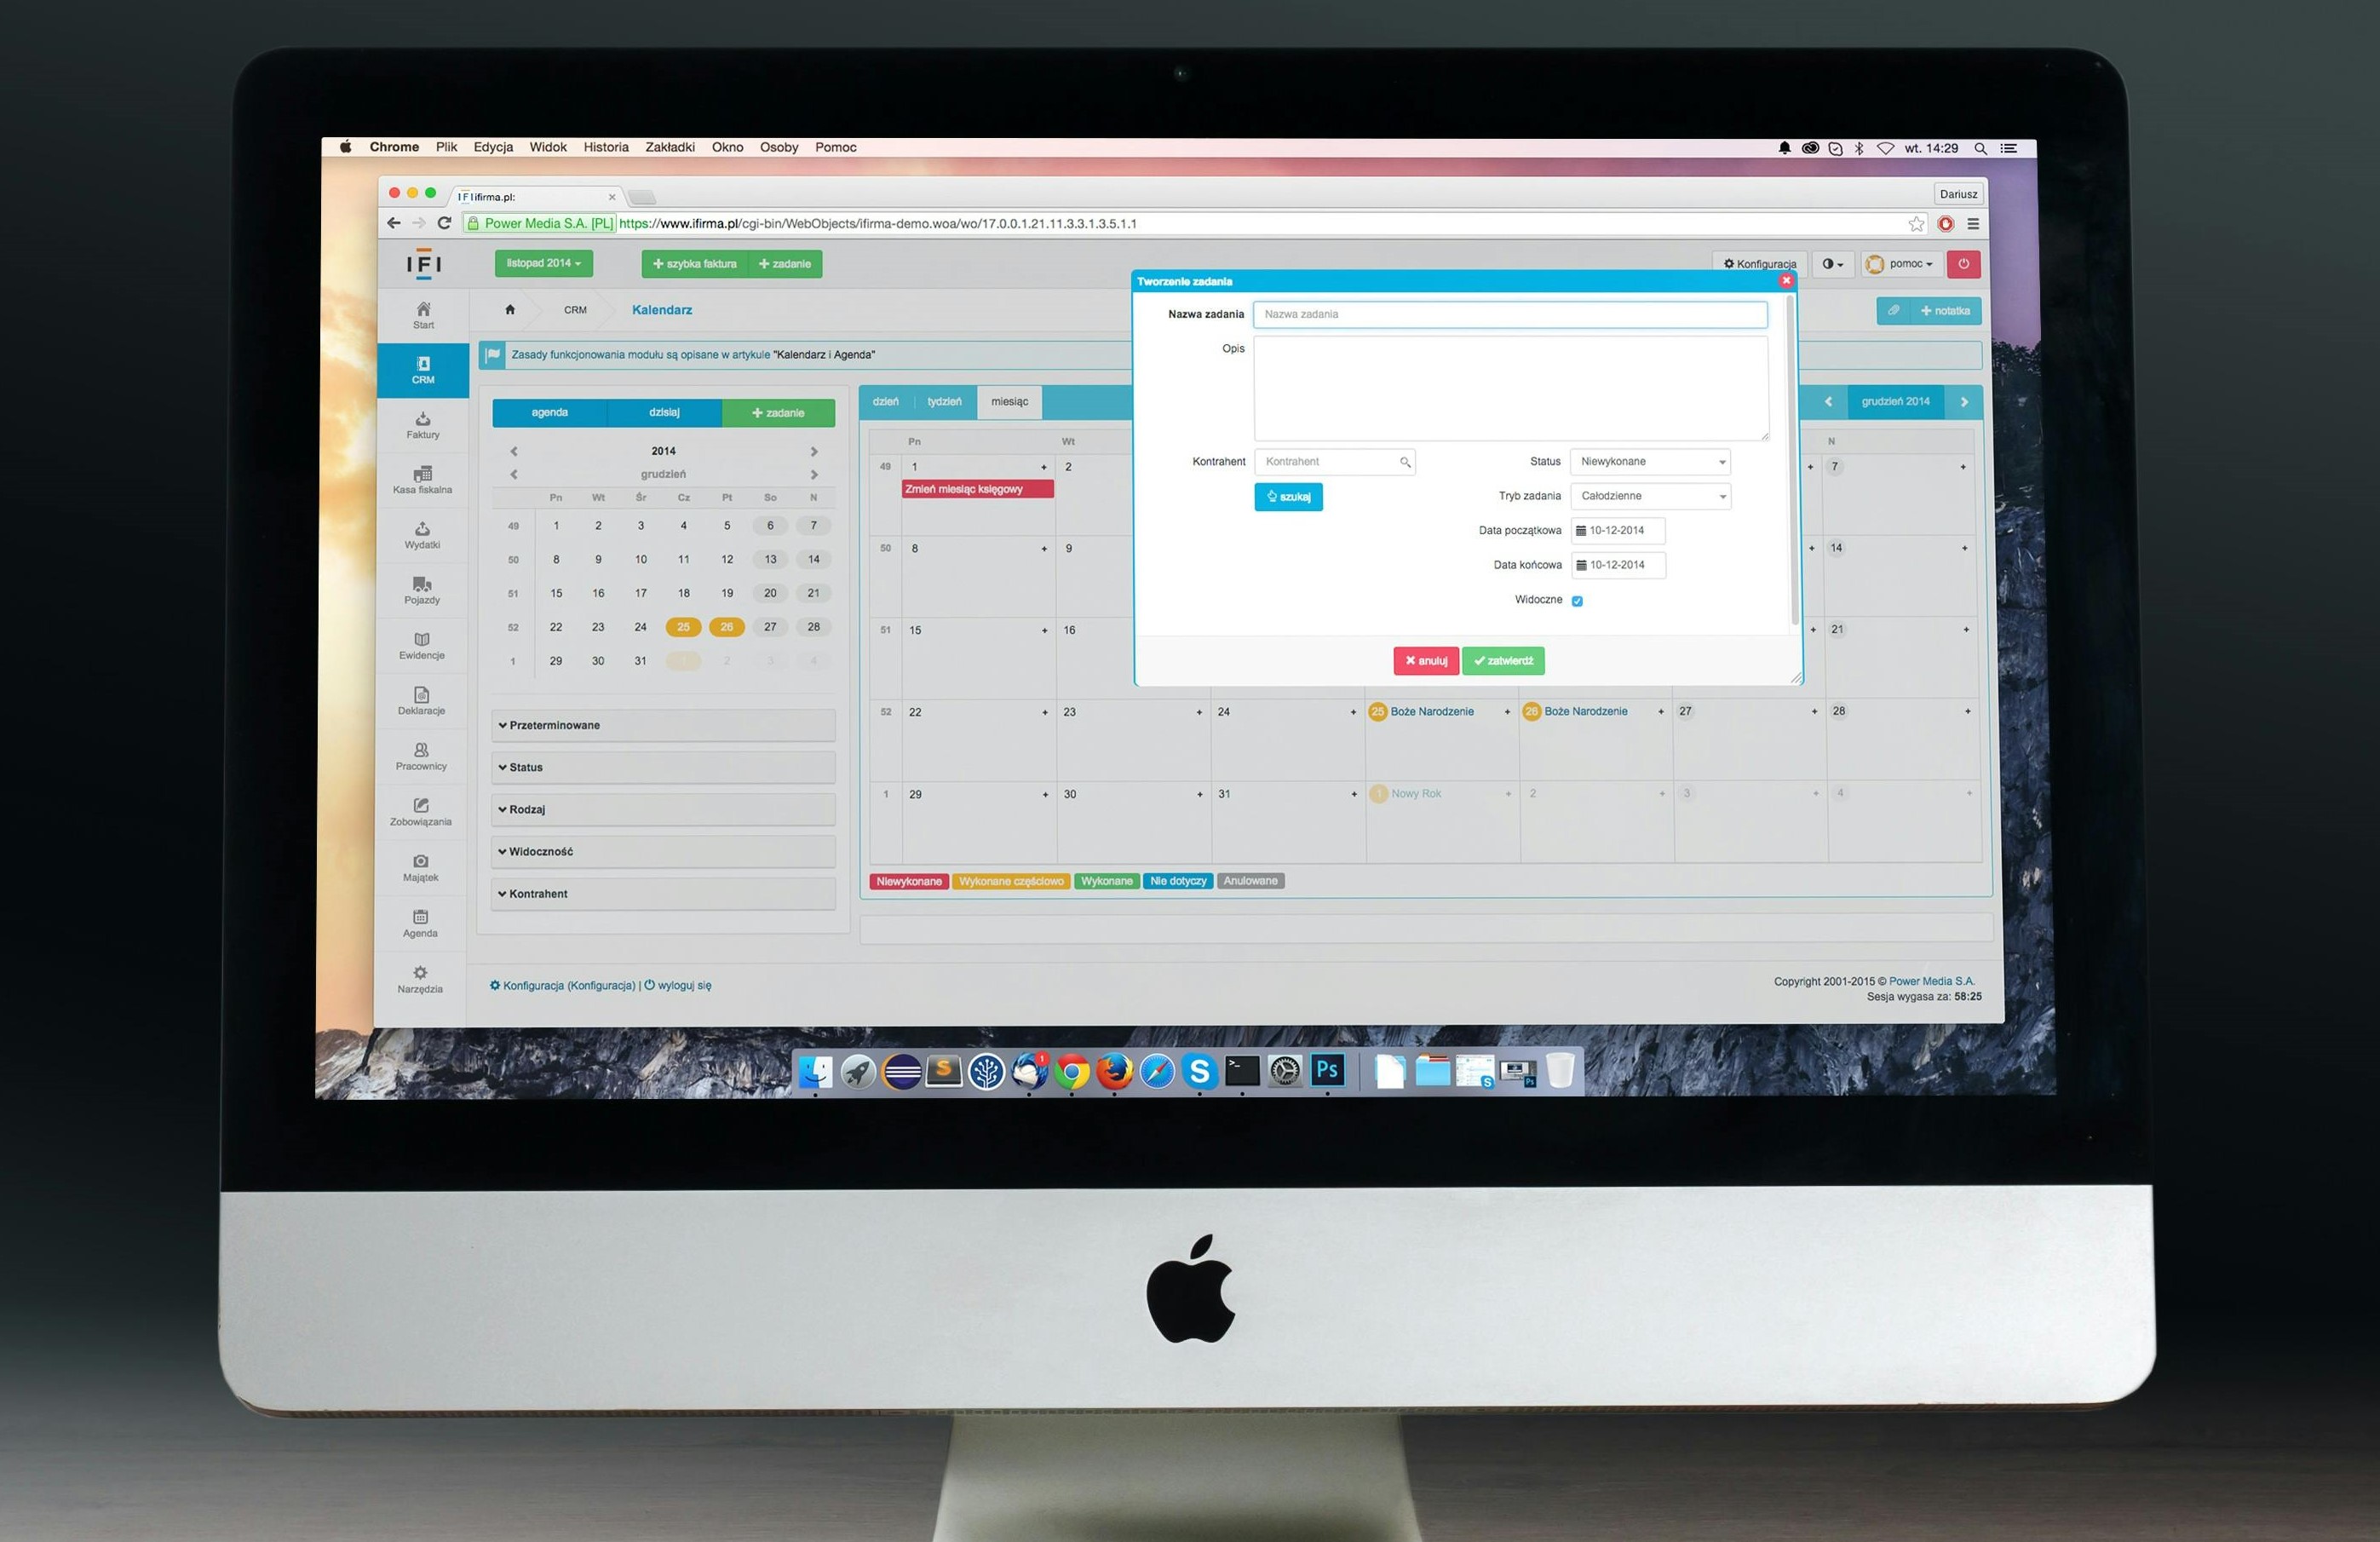 Chrome Plik Edycja Widok Historia Zakładki Okno Osoby Pomoc
wt. 14:29
IFI ifirma.pl:
Dariusz
Power Media S.A. [PL] https://www.ifirma.pl/cgi-bin/WebObjects/ifirma-demo.woa/wo/17.0.0.1.21.11.3.3.1.3.5.1.1
IFI
listopad 2014
+ szybka faktura + zadanie
Konfiguracja
pomoc
Start
CRM
Faktury
Kasa fiskalna
Wydatki
Pojazdy
Ewidencje
Deklaracje
Pracownicy
Zobowiązania
Majątek
Agenda
Narzędzia
CRM Kalendarz
+ notatka
Zasady funkcjonowania modułu są opisane w artykule "Kalendarz i Agenda"
agenda dzisiaj + zadanie
2014
grudzień
Pn Wt Śr Cz Pt So N
49 1 2 3 4 5 6 7
50 8 9 10 11 12 13 14
51 15 16 17 18 19 20 21
52 22 23 24 25 26 27 28
1 29 30 31 1 2 3 4
Przeterminowane
Status
Rodzaj
Widoczność
Kontrahent
dzień tydzień miesiąc
grudzień 2014
Pn Wt N
49 1 + 2 + 7 +
Zmień miesiąc księgowy
50 8 + 9 + 14 +
51 15 + 16 + 21 +
52 22 + 23 + 24 + 25 Boże Narodzenie + 26 Boże Narodzenie + 27 + 28 +
1 29 + 30 + 31 + 1 Nowy Rok + 2 + 3 + 4 +
Niewykonane Wykonane częściowo Wykonane Nie dotyczy Anulowane
Tworzenie zadania
Nazwa zadania Nazwa zadania
Opis
Kontrahent Kontrahent
szukaj
Status Niewykonane
Tryb zadania Całodzienne
Data początkowa 10-12-2014
Data końcowa 10-12-2014
Widoczne
anuluj zatwierdź
Konfiguracja (Konfiguracja) | wyloguj się
Copyright 2001-2015 © Power Media S.A.
Sesja wygasa za: 58:25
S
1
S
Ps
S
Ps